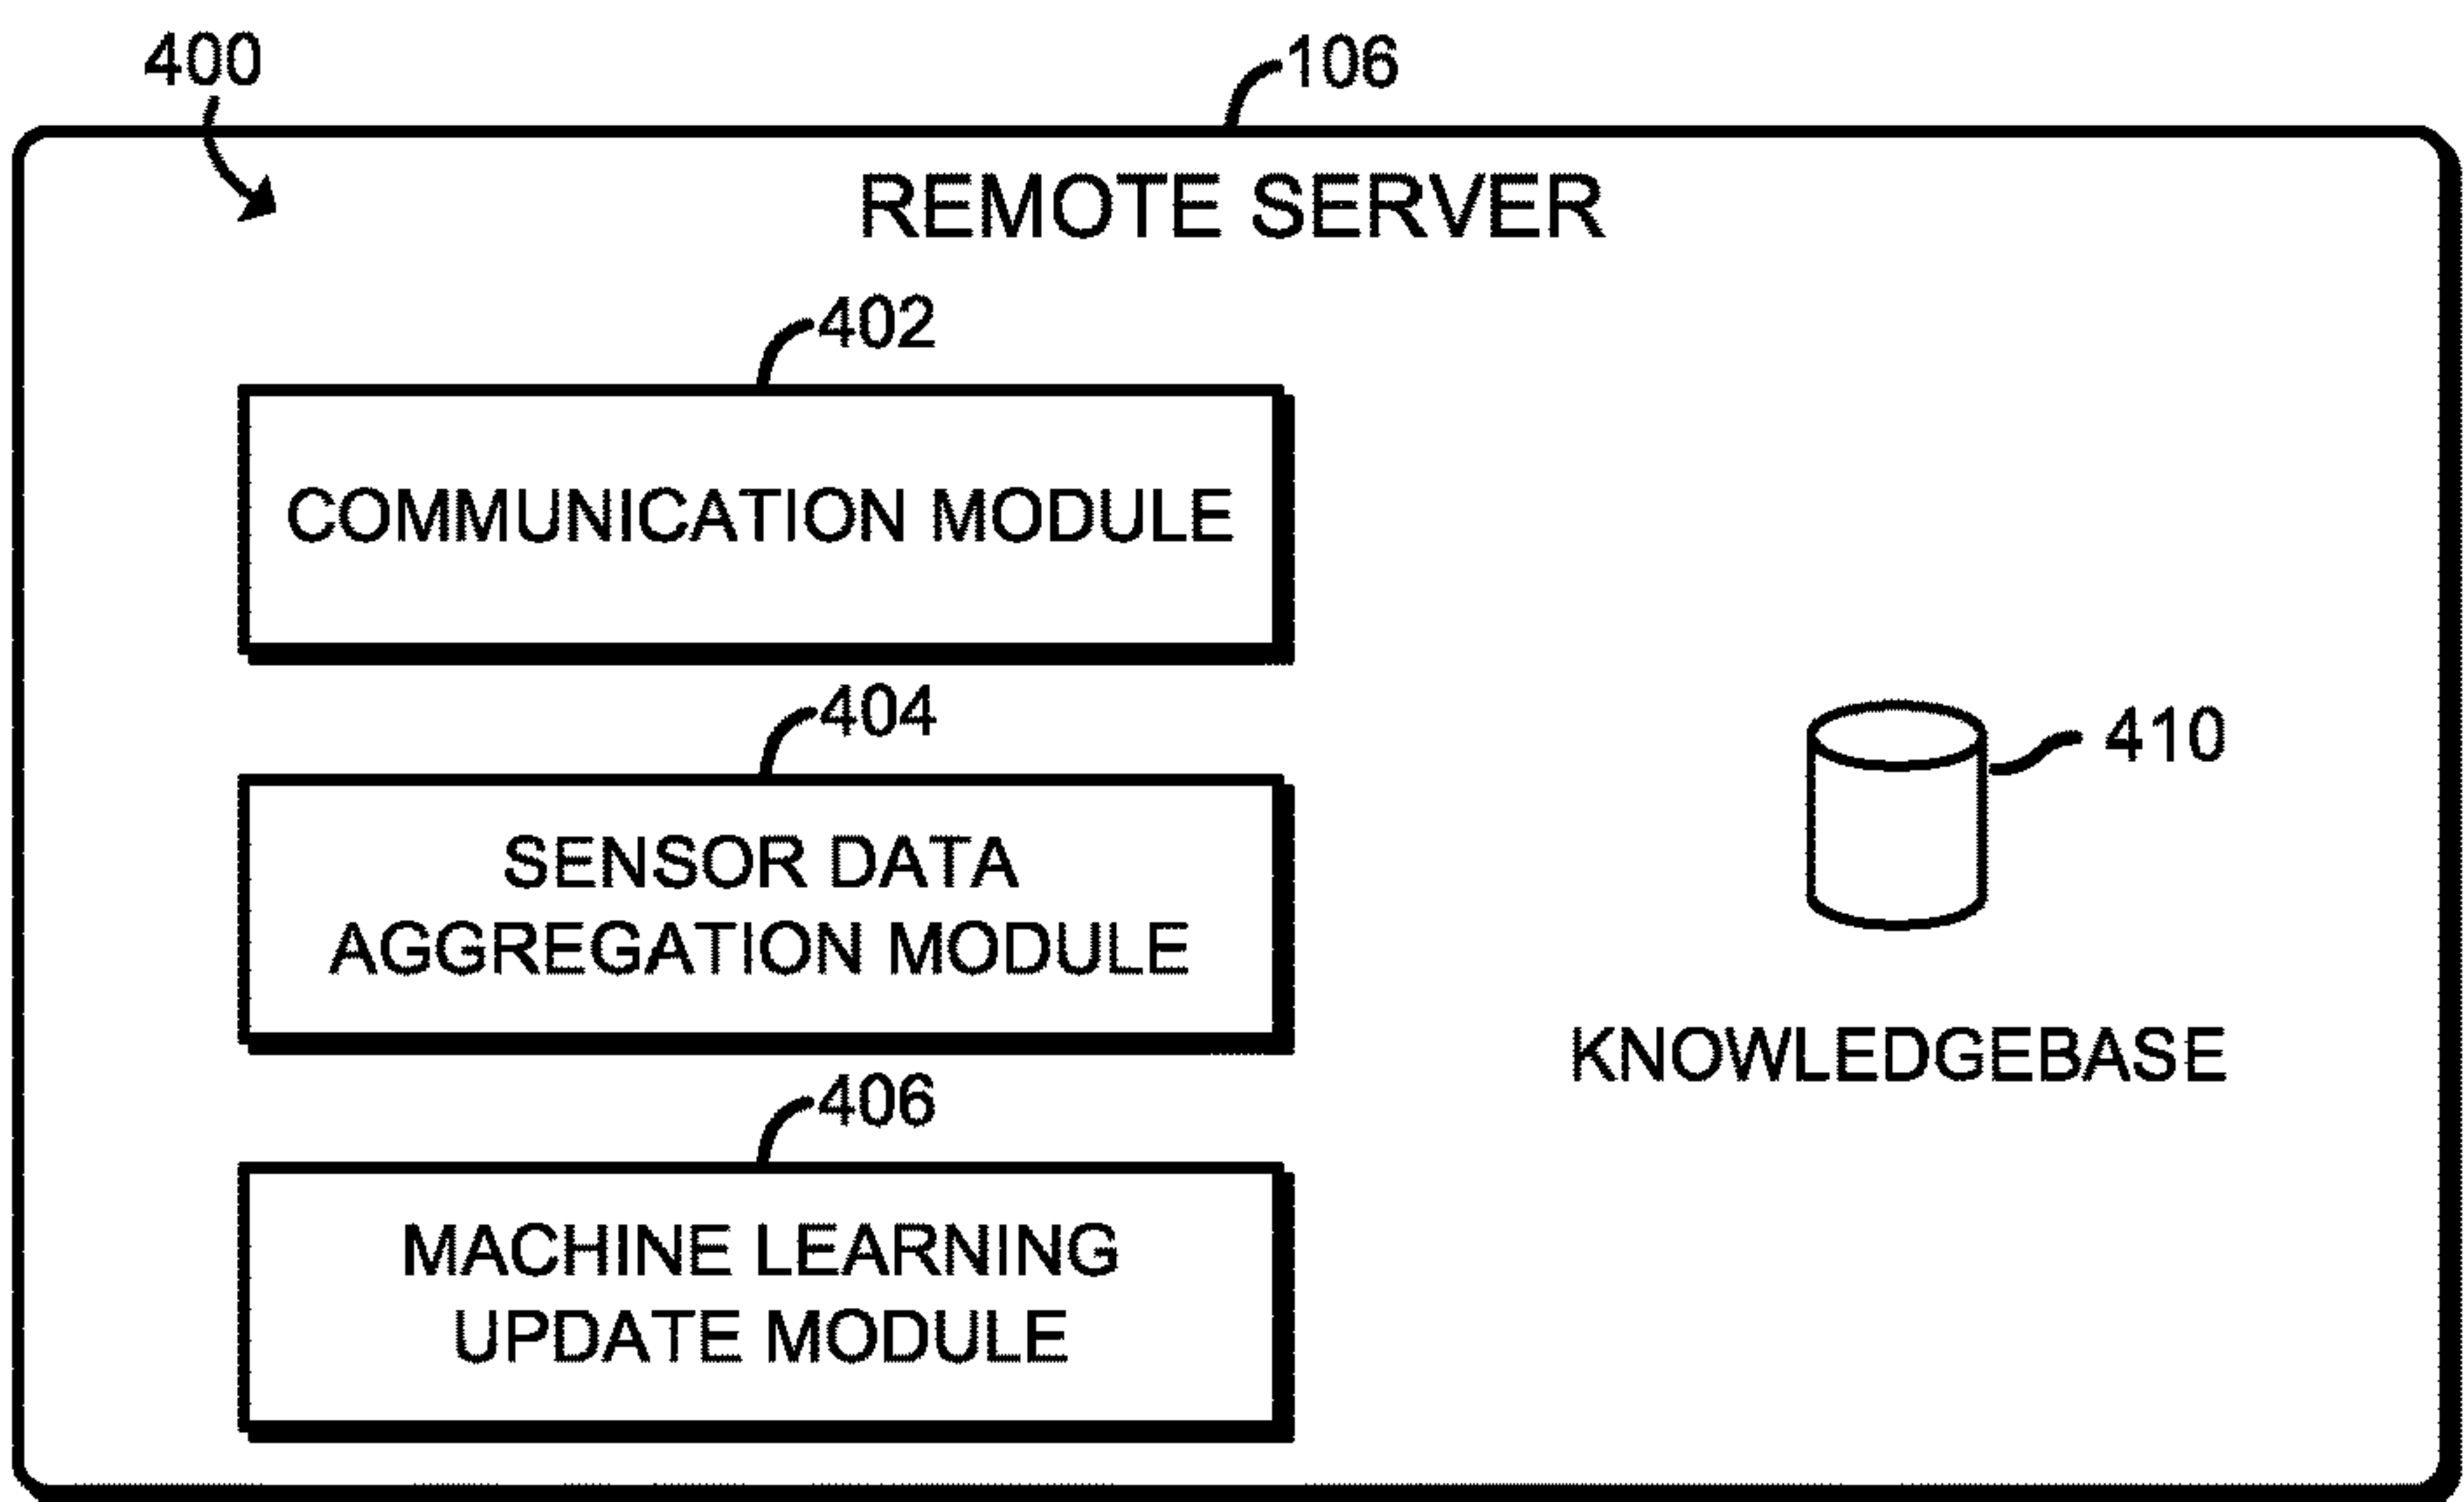 400
106
REMOTE SERVER
402
COMMUNICATION MODULE
404
SENSOR DATA
AGGREGATION MODULE
410
KNOWLEDGEBASE
406
MACHINE LEARNING
UPDATE MODULE